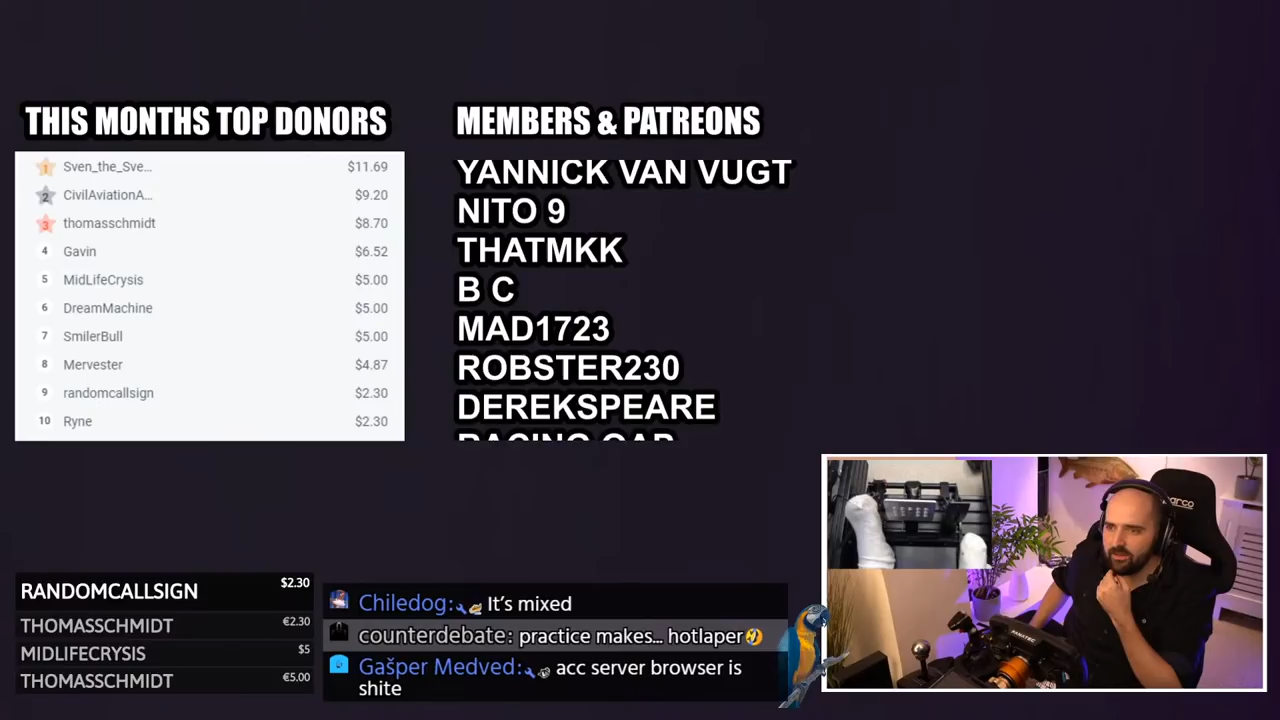 THIS MONTHS TOP DONORS
1 Sven_the_Sve... $11.69
2 CivilAviationA... $9.20
3 thomasschmidt $8.70
4 Gavin $6.52
5 MidLifeCrysis $5.00
6 DreamMachine $5.00
7 SmilerBull $5.00
8 Mervester $4.87
9 randomcallsign $2.30
10 Ryne $2.30
MEMBERS & PATREONS
YANNICK VAN VUGT
NITO 9
THATMKK
B C
MAD1723
ROBSTER230
DEREKSPEARE
RANDOMCALLSIGN $2.30
THOMASSCHMIDT €2.30
MIDLIFECRYSIS $5
THOMASSCHMIDT €5.00
Chiledog: It's mixed
counterdebate: practice makes... hotlaper🤣
Gašper Medved: acc server browser is
shite
FANATEC